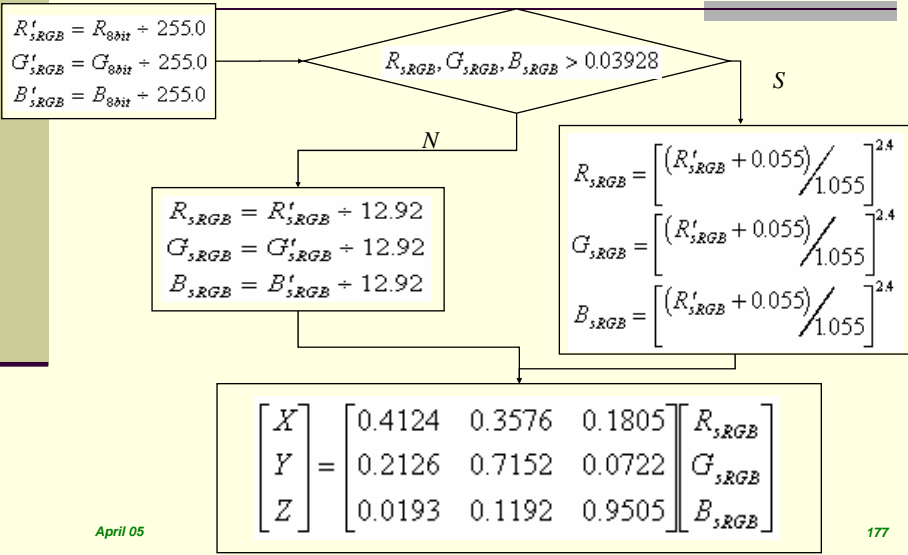 R'sRGB = R8bit ÷ 255.0
G'sRGB = G8bit ÷ 255.0
B'sRGB = B8bit ÷ 255.0
RsRGB, GsRGB, BsRGB > 0.03928
S
N
RsRGB = [(R'sRGB + 0.055)/1.055]^2.4
GsRGB = [(R'sRGB + 0.055)/1.055]^2.4
BsRGB = [(R'sRGB + 0.055)/1.055]^2.4
RsRGB = R'sRGB ÷ 12.92
GsRGB = G'sRGB ÷ 12.92
BsRGB = B'sRGB ÷ 12.92
[X] [0.4124 0.3576 0.1805] [RsRGB]
[Y] = [0.2126 0.7152 0.0722] [GsRGB]
[Z] [0.0193 0.1192 0.9505] [BsRGB]
April 05
177